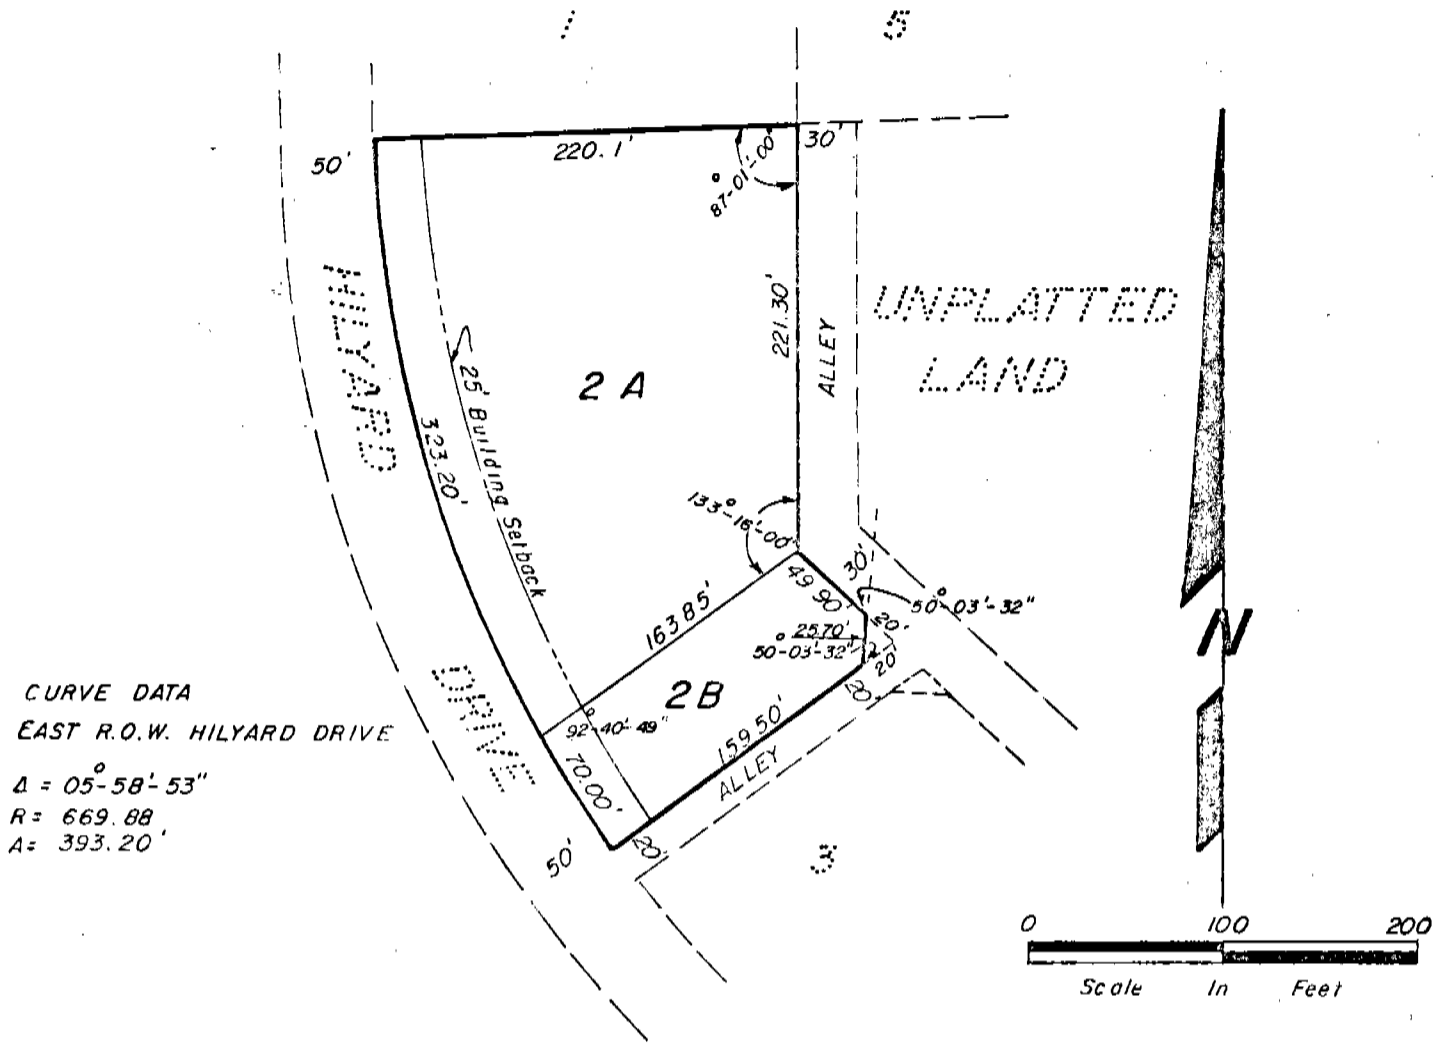 1
5
220.1'
30'
50'
87°-01'-00"
HILYARD
221.30'
ALLEY
UNPLATTED
LAND
2 A
25' Building Setback
323.20'
133°-16'-00"
49 90'
30'
50°-03'-32"
163.85'
20'
25.70'
50°-03'-32"
20'
20'
2B
92°-40'-49"
159.50'
ALLEY
DRIVE
70.00'
20'
50'
3
CURVE DATA
EAST R.O.W. HILYARD DRIVE
Δ = 05°-58'-53"
R = 669.88
A = 393.20'
N
0 100 200
Scale In Feet